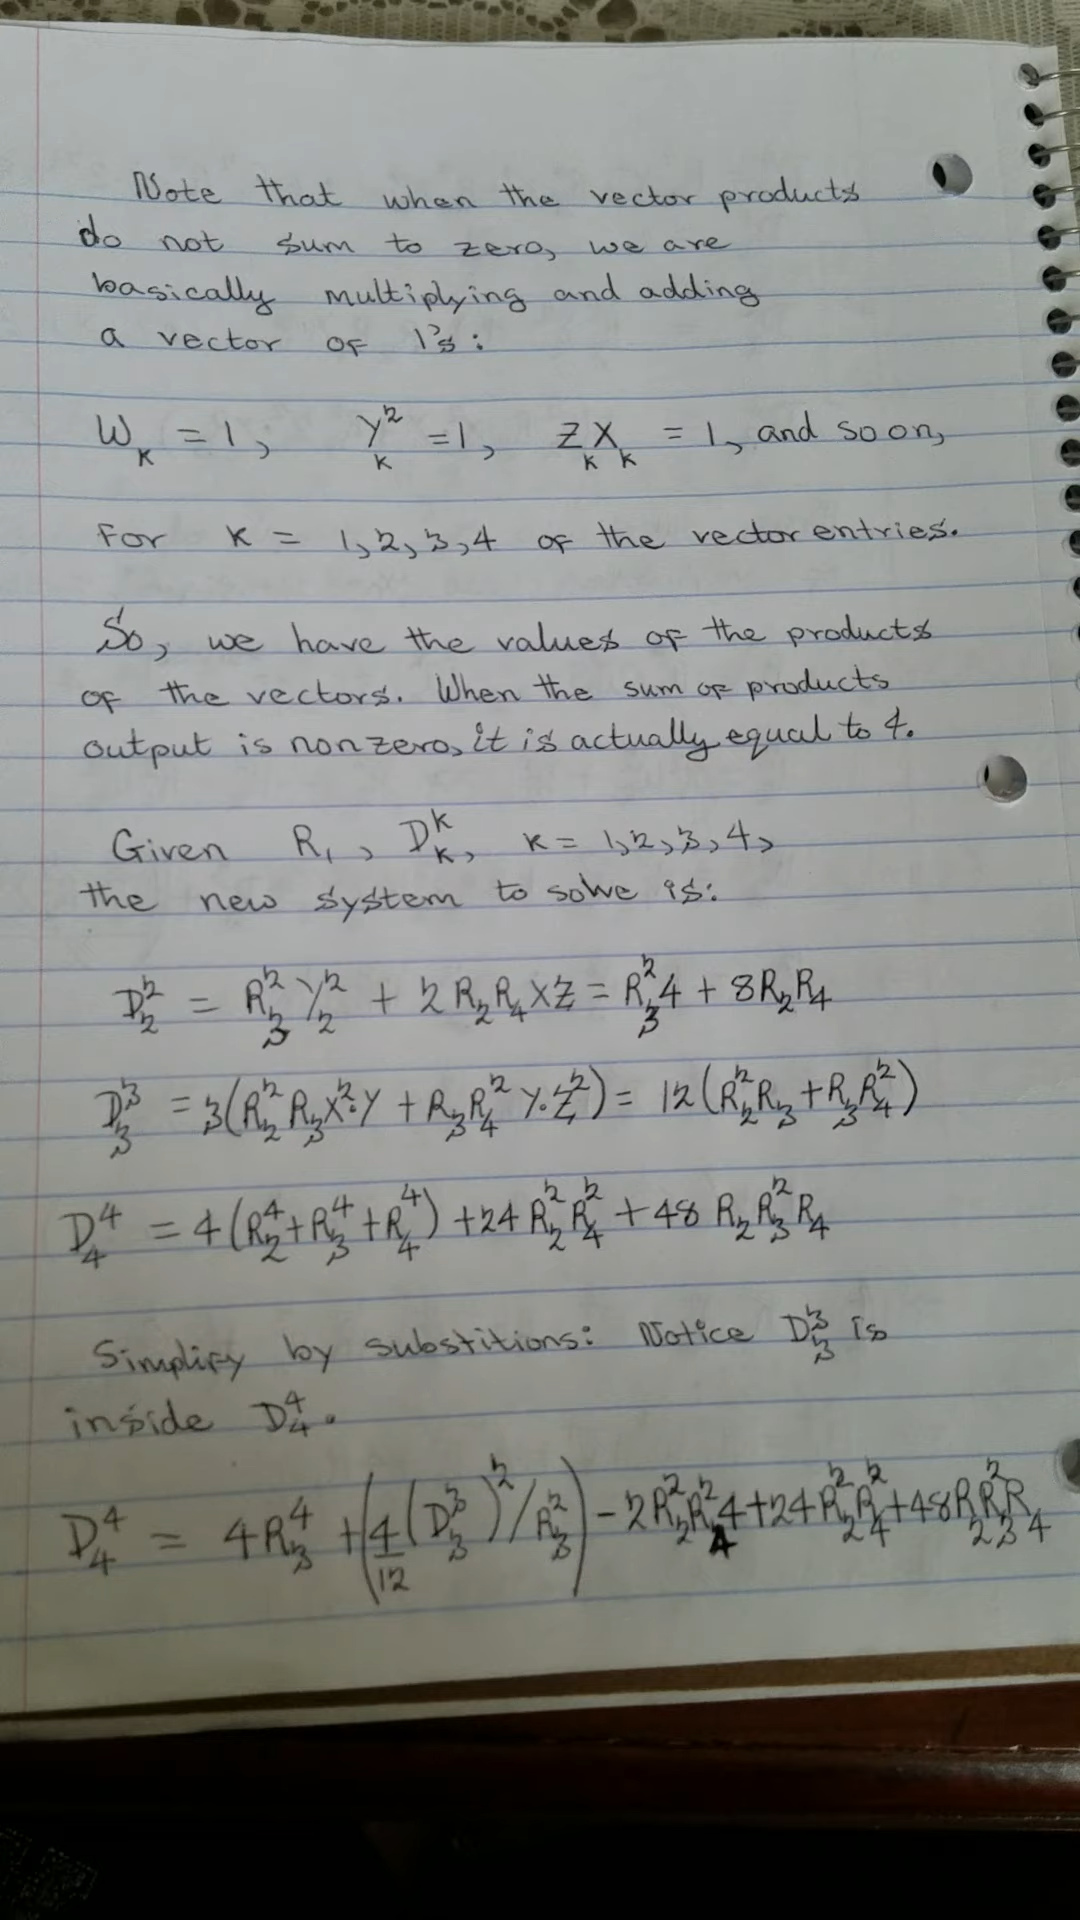 Note that when the vector products
do not sum to zero, we are
basically multiplying and adding
a vector of 1's:
W_k = 1, Y_k^2 = 1, Z_k X_k = 1, and so on,
For k = 1,2,3,4 of the vector entries.
So, we have the values of the products
of the vectors. When the sum of products
output is nonzero, it is actually equal to 4.
Given R_1, D_k^k, k = 1,2,3,4,
the new system to solve is:
D_2^2 = R_3^2 Y_2^2 + 2 R_2 R_4 XZ = R_3^2 4 + 8 R_2 R_4
D_3^3 = 3(R_2^2 R_3 X^2·Y + R_3 R_4^2 Y·Z^2) = 12(R_2^2 R_3 + R_3 R_4^2)
D_4^4 = 4(R_2^4 + R_3^4 + R_4^4) + 24 R_2^2 R_4^2 + 48 R_2 R_3^2 R_4
Simplify by substitions: Notice D_3^3 is
inside D_4^4.
D_4^4 = 4R_3^4 + (4/12 (D_3^3)^2 / R_3^2) - 2R_2^2 R_4^2 4 + 24 R_2^2 R_4^2 + 48 R_2 R_3^2 R_4